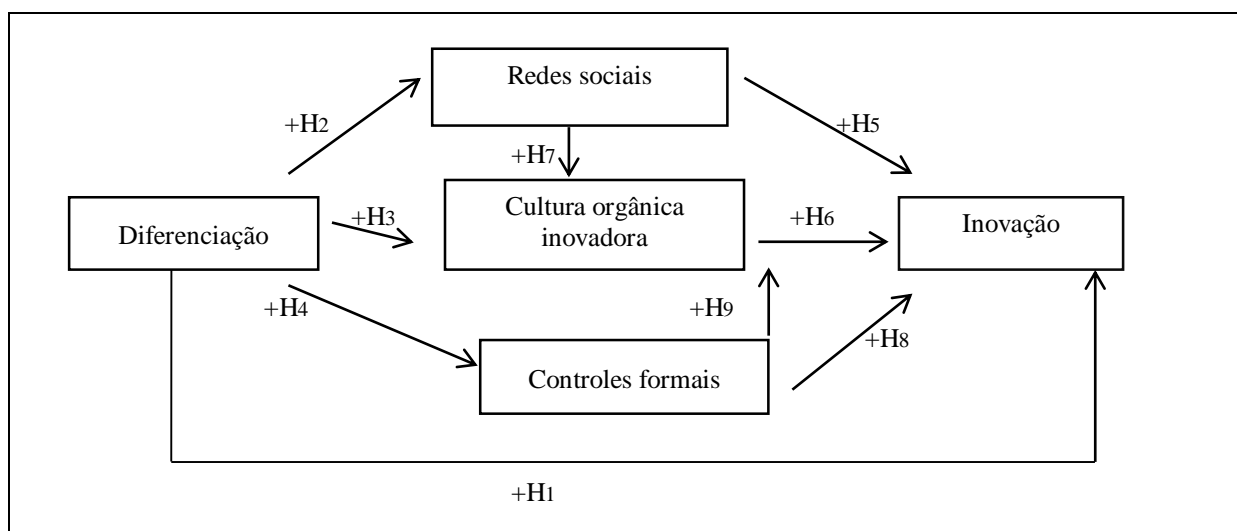 Redes sociais
+H2
+H5
+H7
+H3
Cultura orgânica
inovadora
+H6
Diferenciação
Inovação
+H4
+H9
+H8
Controles formais
+H1